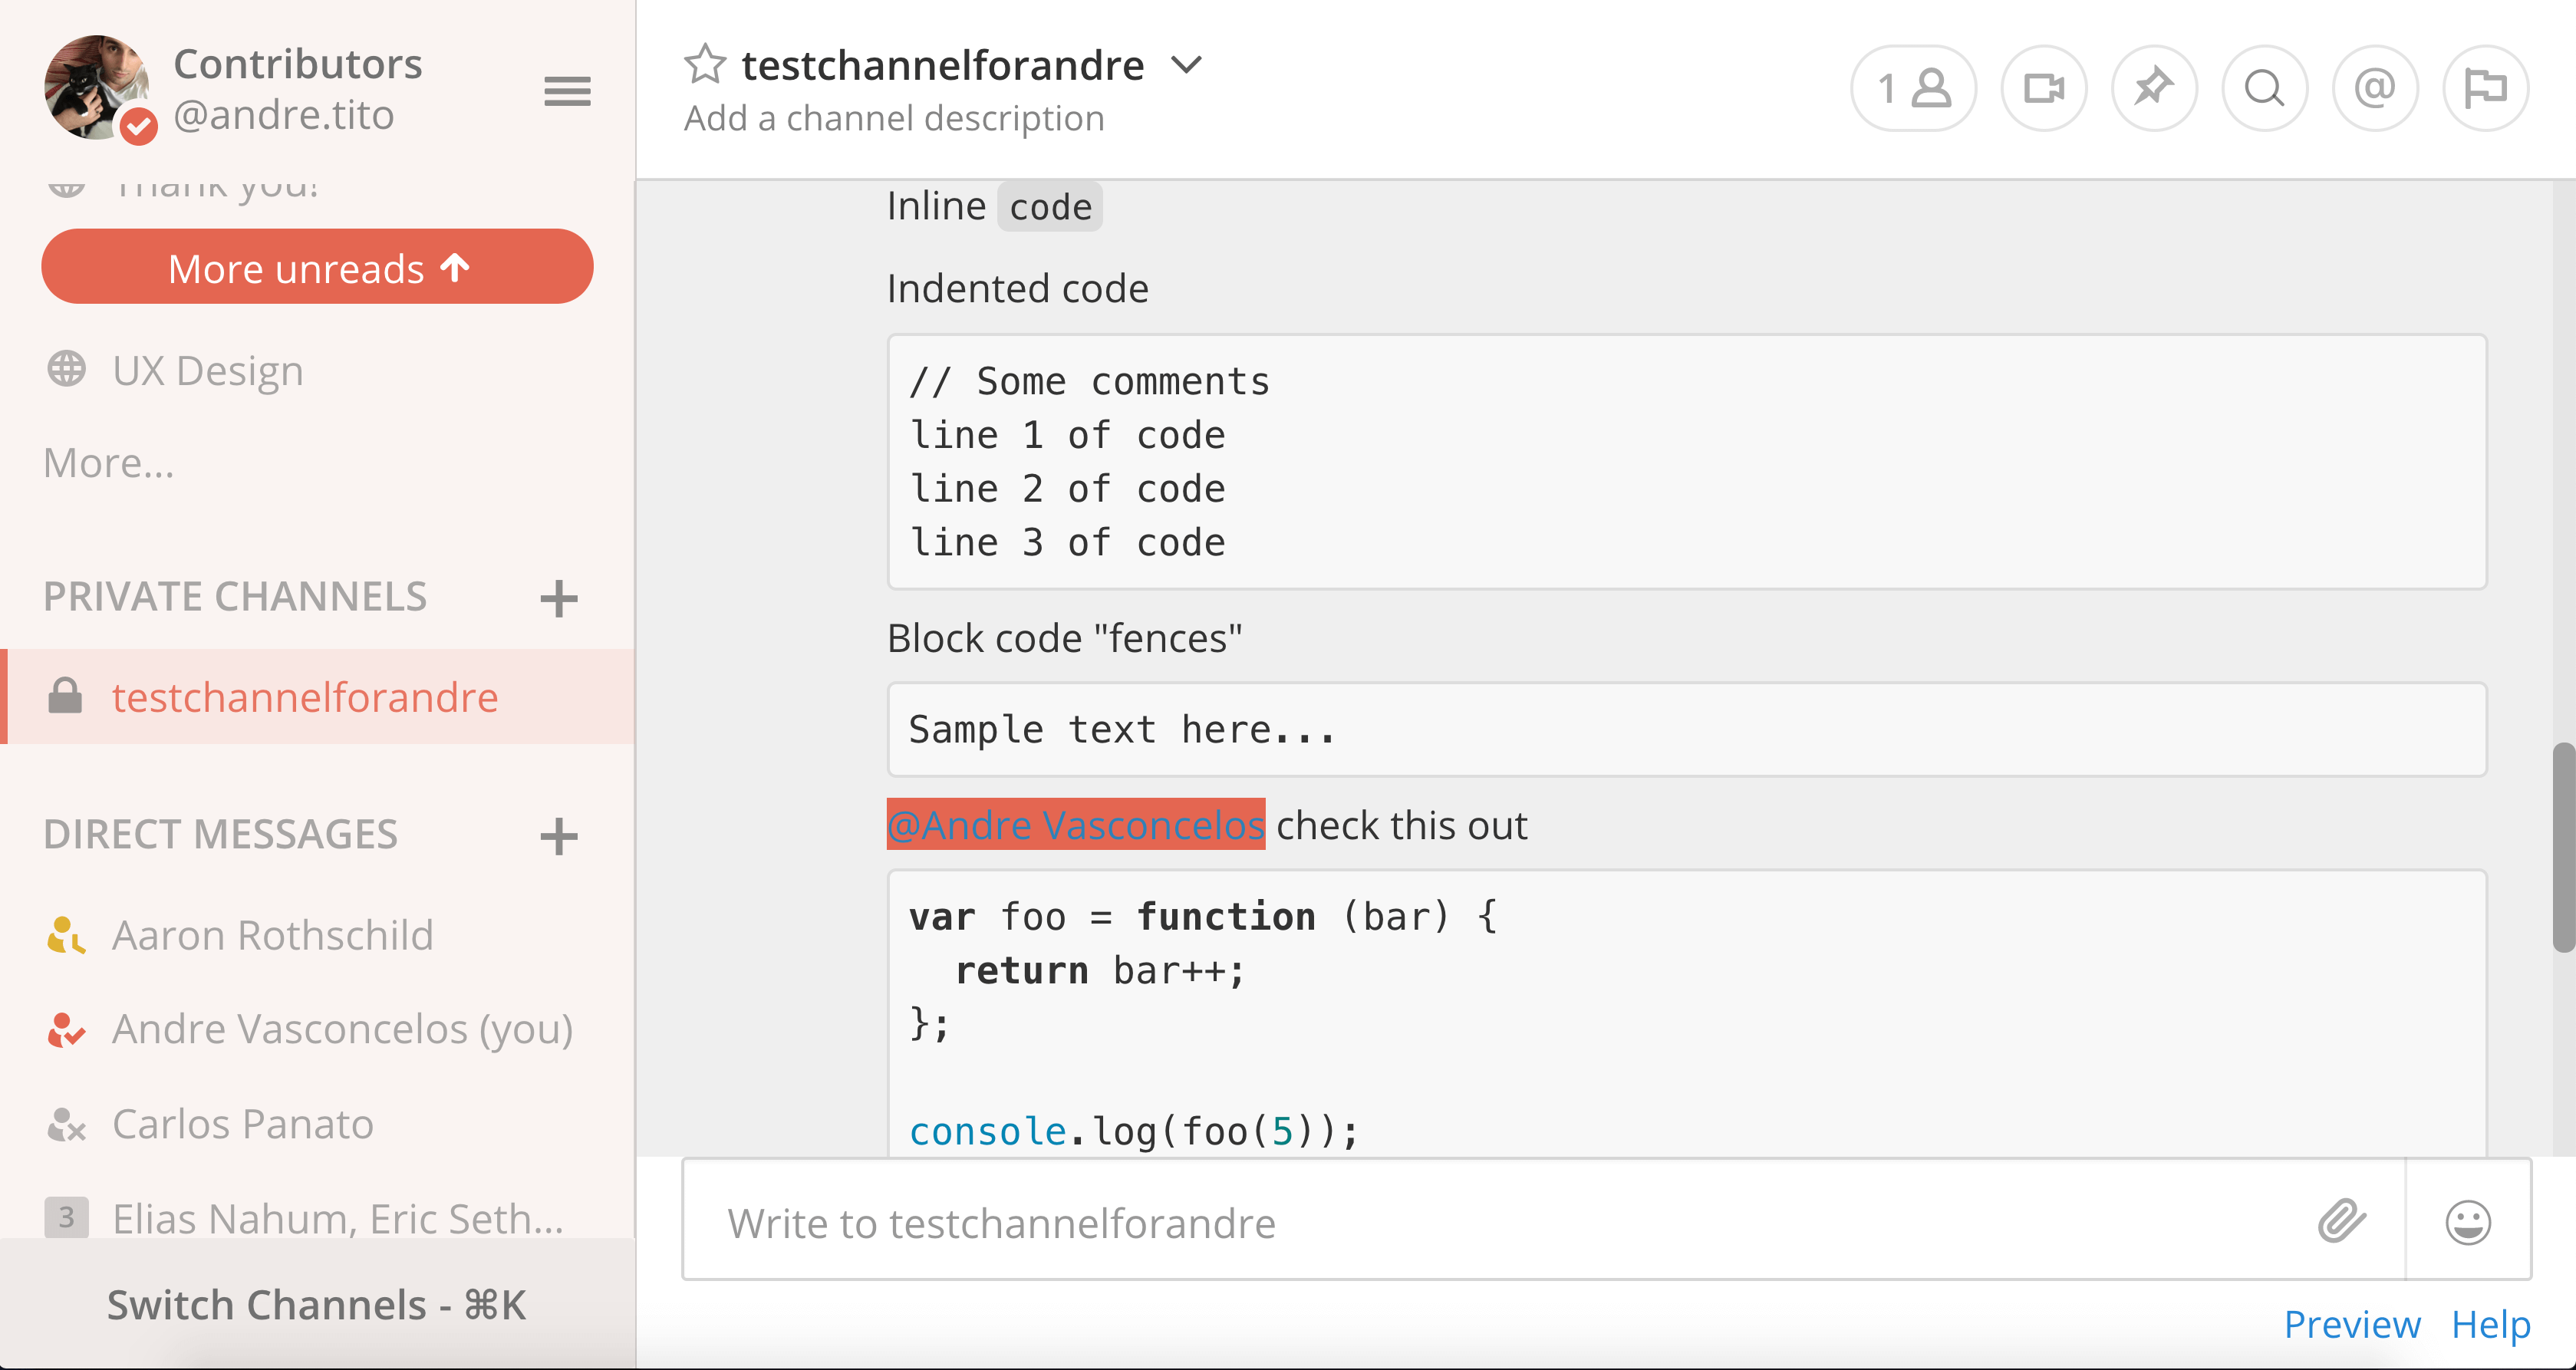 Contributors
@andre.tito
Thank you!
More unreads
UX Design
More...
PRIVATE CHANNELS
testchannelforandre
DIRECT MESSAGES
Aaron Rothschild
Andre Vasconcelos (you)
Carlos Panato
3 Elias Nahum, Eric Seth...
Switch Channels - ⌘K
testchannelforandre
Add a channel description
1
@
Inline code
Indented code
// Some comments
line 1 of code
line 2 of code
line 3 of code
Block code "fences"
Sample text here...
@Andre Vasconcelos check this out
var foo = function (bar) {
  return bar++;
};
console.log(foo(5));
Write to testchannelforandre
Preview Help